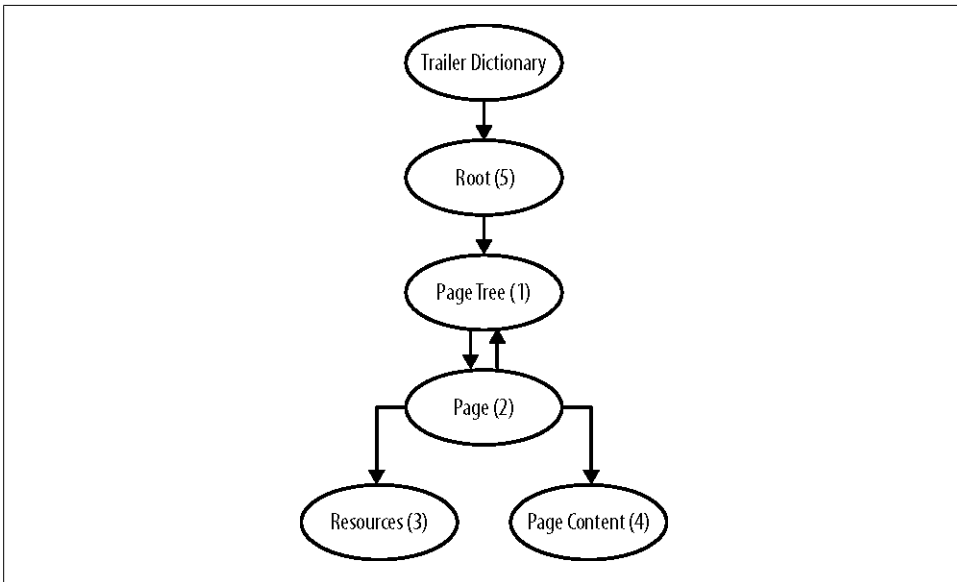 Trailer Dictionary
Root (5)
Page Tree (1)
Page (2)
Resources (3)
Page Content (4)